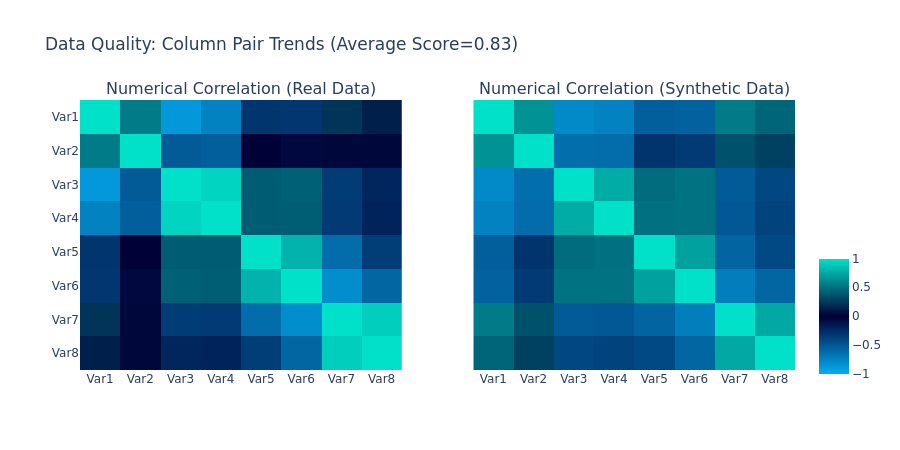 Data Quality: Column Pair Trends (Average Score=0.83)
Numerical Correlation (Real Data)
Numerical Correlation (Synthetic Data)
Var1
Var2
Var3
Var4
Var5
Var6
Var7
Var8
Var1 Var2 Var3 Var4 Var5 Var6 Var7 Var8
Var1 Var2 Var3 Var4 Var5 Var6 Var7 Var8
1
0.5
0
−0.5
−1